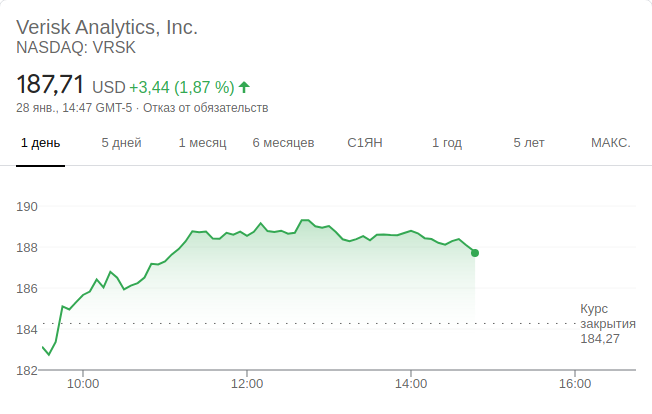 Verisk Analytics, Inc.
NASDAQ: VRSK
187,71 USD +3,44 (1,87 %)
28 янв., 14:47 GMT-5 · Отказ от обязательств
1 день 5 дней 1 месяц 6 месяцев С1ЯН 1 год 5 лет МАКС.
190
188
186
184
182
Курс
закрытия
184,27
10:00 12:00 14:00 16:00